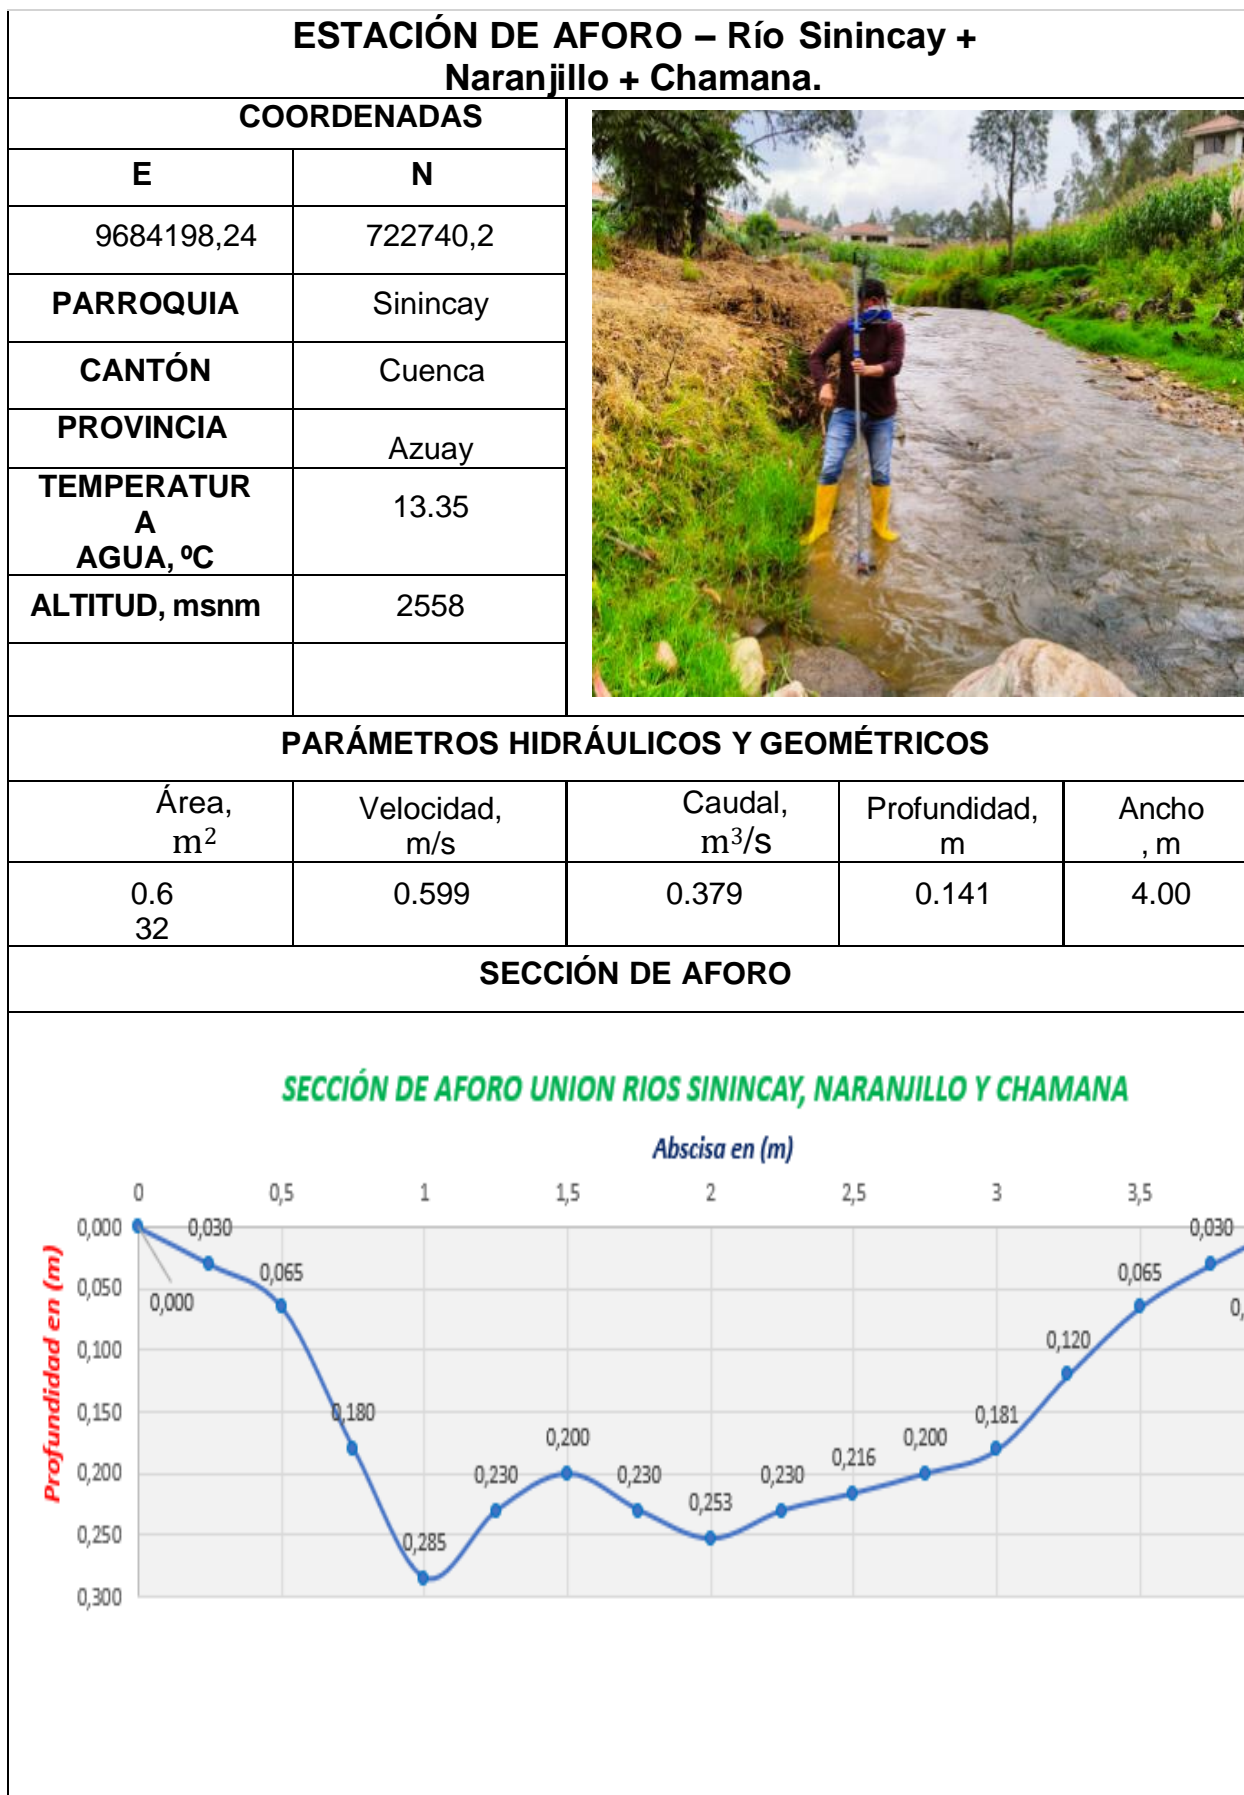 ESTACIÓN DE AFORO – Río Sinincay +
Naranjillo + Chamana.
COORDENADAS
E N
9684198,24 722740,2
PARROQUIA Sinincay
CANTÓN Cuenca
PROVINCIA Azuay
TEMPERATUR
A
AGUA, ºC
13.35
ALTITUD, msnm 2558
PARÁMETROS HIDRÁULICOS Y GEOMÉTRICOS
Área,
m²
Velocidad,
m/s
Caudal,
m³/s
Profundidad,
m
Ancho
, m
0.6
32
0.599
0.379
0.141
4.00
SECCIÓN DE AFORO
SECCIÓN DE AFORO UNION RIOS SININCAY, NARANJILLO Y CHAMANA
Abscisa en (m)
0 0,5 1 1,5 2 2,5 3 3,5
Profundidad en (m)
0,000
0,050
0,100
0,150
0,200
0,250
0,300
0,000
0,030
0,065
0,180
0,285
0,230
0,200
0,230
0,253
0,230
0,216
0,200
0,181
0,120
0,065
0,030
0,